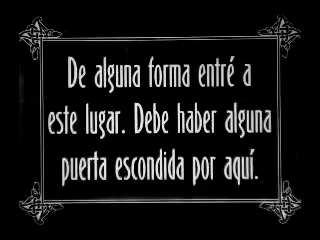 De alguna forma entré a
este lugar. Debe haber alguna
puerta escondida por aquí.